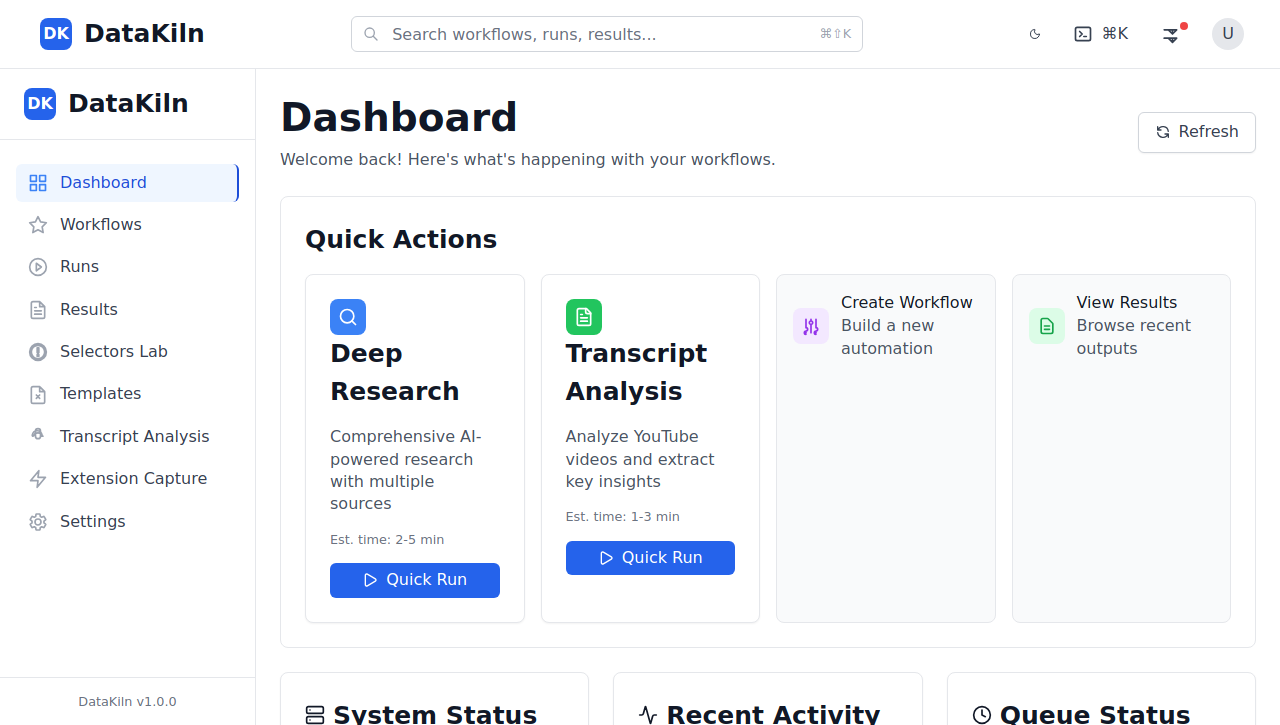 DK DataKiln
Search workflows, runs, results... ⌘⇧K
⌘K
U
DK DataKiln
Dashboard
Workflows
Runs
Results
Selectors Lab
Templates
Transcript Analysis
Extension Capture
Settings
DataKiln v1.0.0
Dashboard
Welcome back! Here's what's happening with your workflows.
Refresh
Quick Actions
Deep
Research
Comprehensive AI-
powered research
with multiple
sources
Est. time: 2-5 min
Quick Run
Transcript
Analysis
Analyze YouTube
videos and extract
key insights
Est. time: 1-3 min
Quick Run
Create Workflow
Build a new
automation
View Results
Browse recent
outputs
System Status
Recent Activity
Queue Status